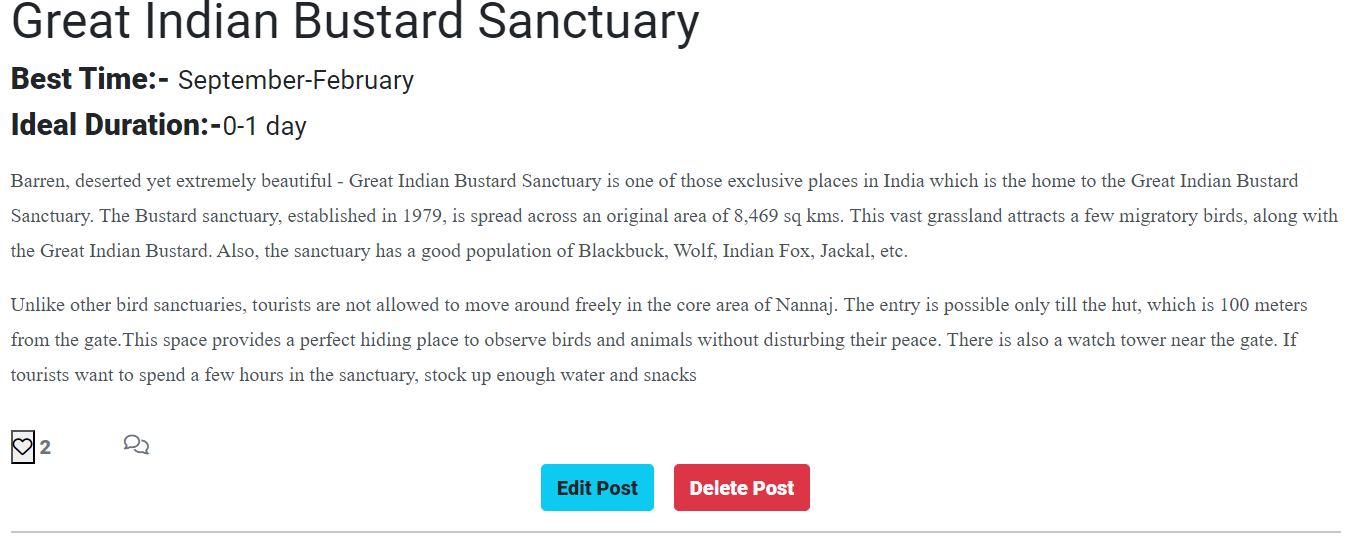 Great Indian Bustard Sanctuary
Best Time:- September-February
Ideal Duration:-0-1 day
Barren, deserted yet extremely beautiful - Great Indian Bustard Sanctuary is one of those exclusive places in India which is the home to the Great Indian Bustard
Sanctuary. The Bustard sanctuary, established in 1979, is spread across an original area of 8,469 sq kms. This vast grassland attracts a few migratory birds, along with
the Great Indian Bustard. Also, the sanctuary has a good population of Blackbuck, Wolf, Indian Fox, Jackal, etc.
Unlike other bird sanctuaries, tourists are not allowed to move around freely in the core area of Nannaj. The entry is possible only till the hut, which is 100 meters
from the gate.This space provides a perfect hiding place to observe birds and animals without disturbing their peace. There is also a watch tower near the gate. If
tourists want to spend a few hours in the sanctuary, stock up enough water and snacks
2
Edit Post Delete Post